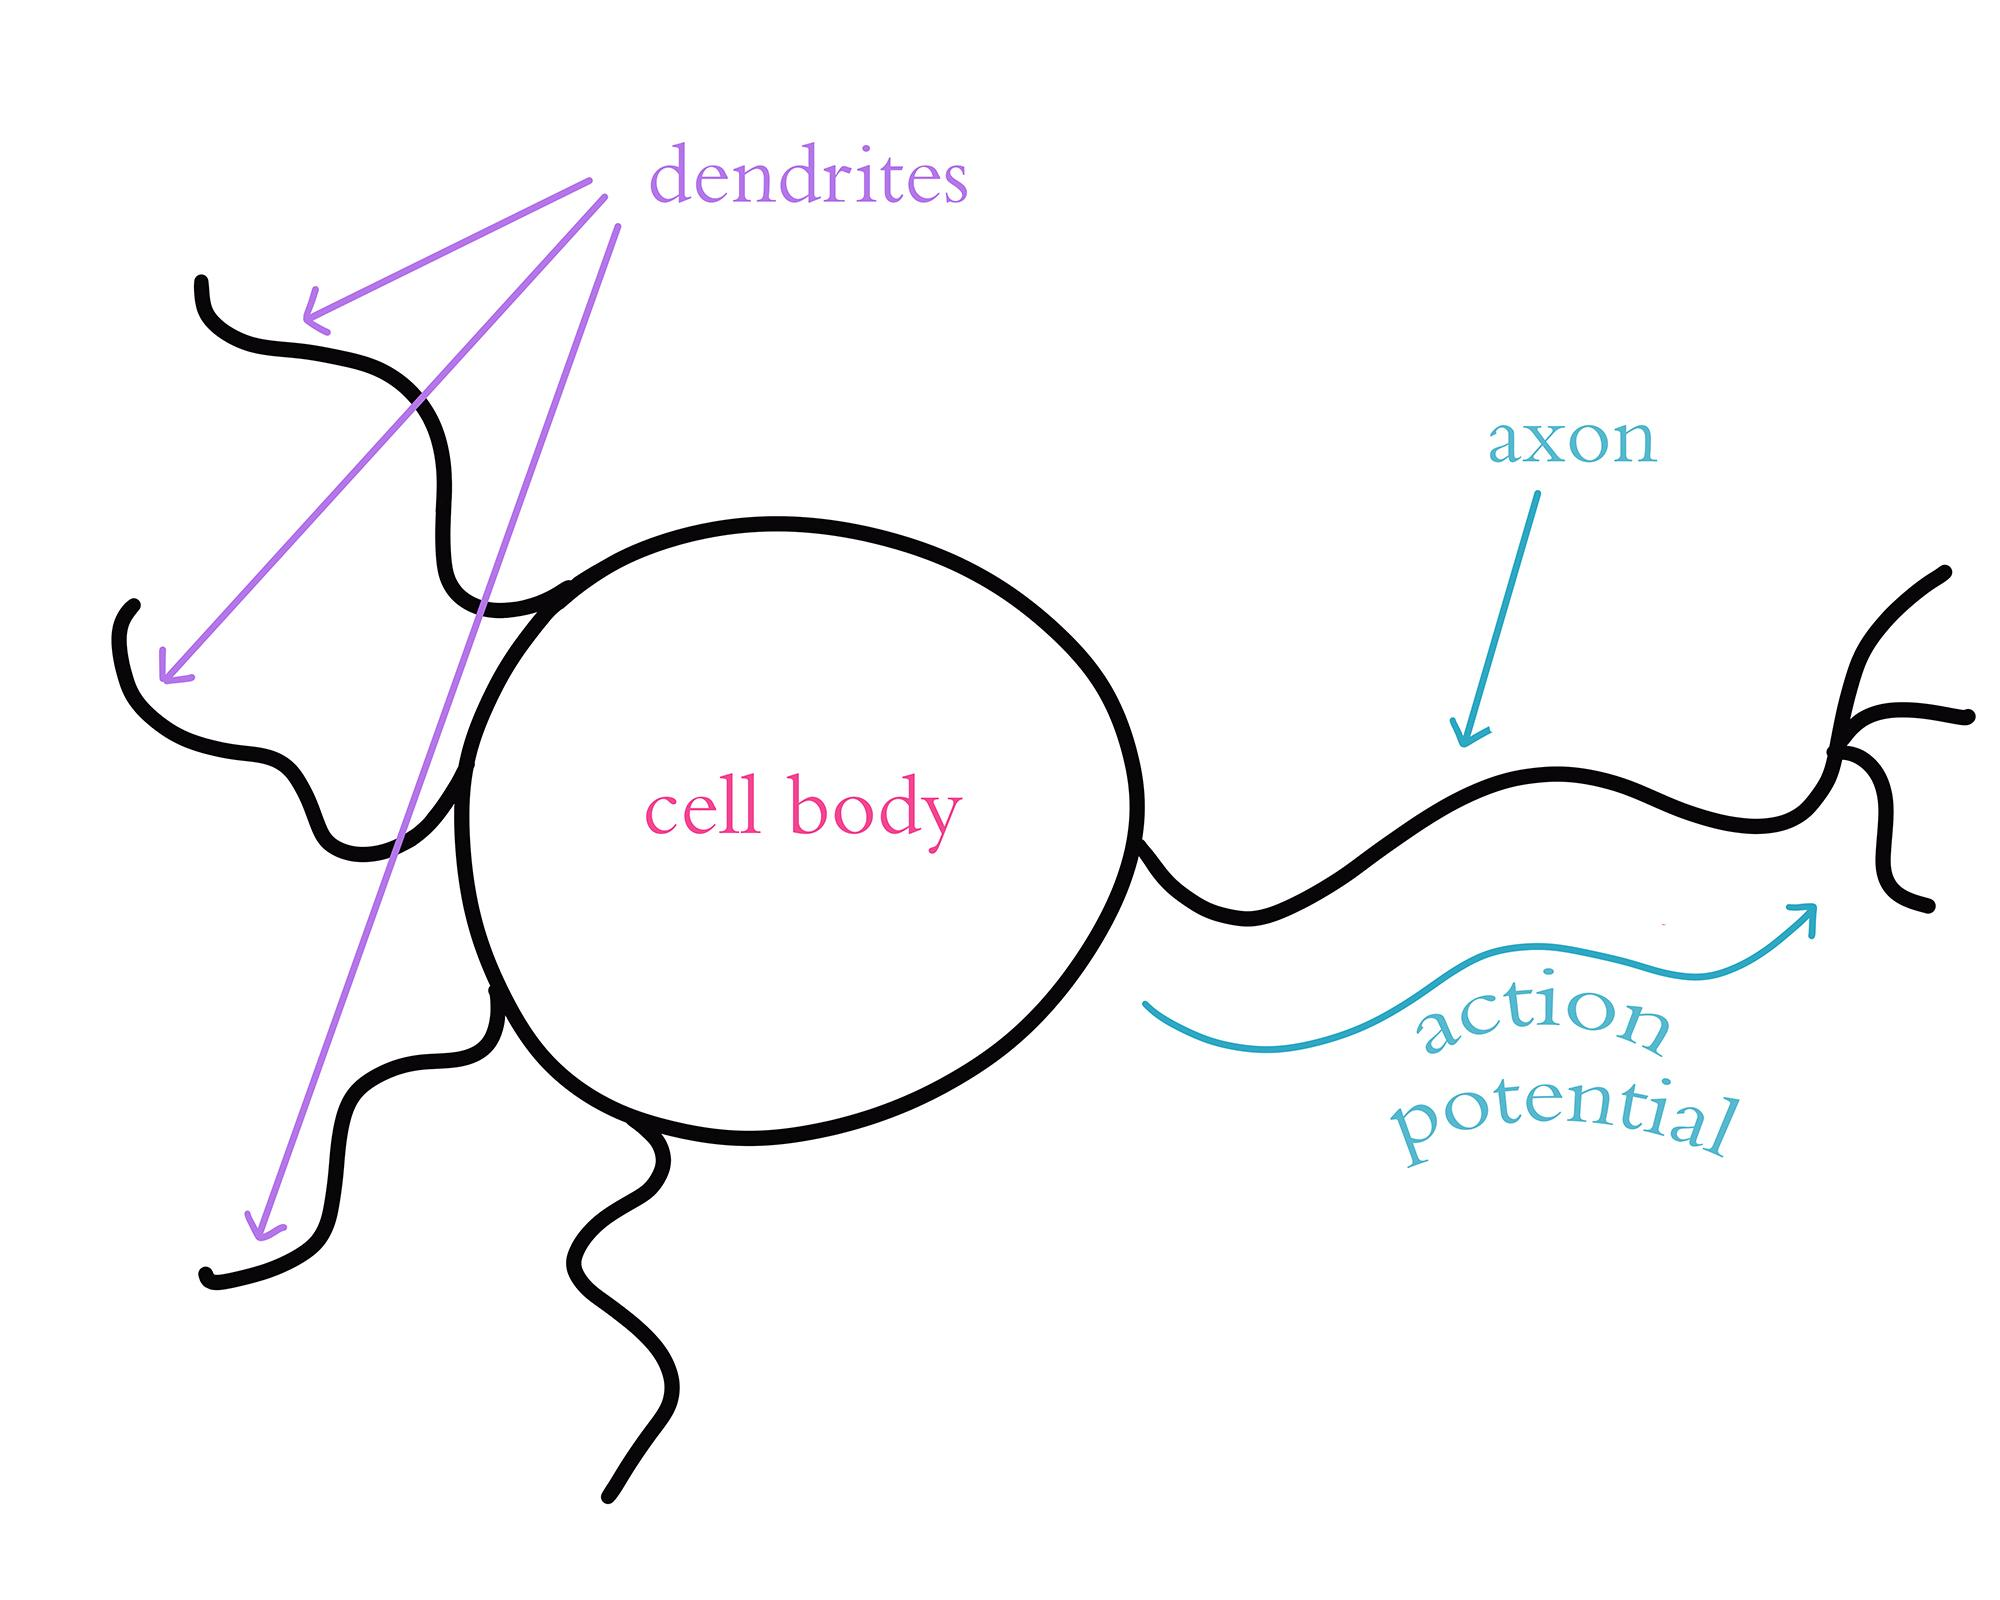 dendrites
axon
cell body
action
potential